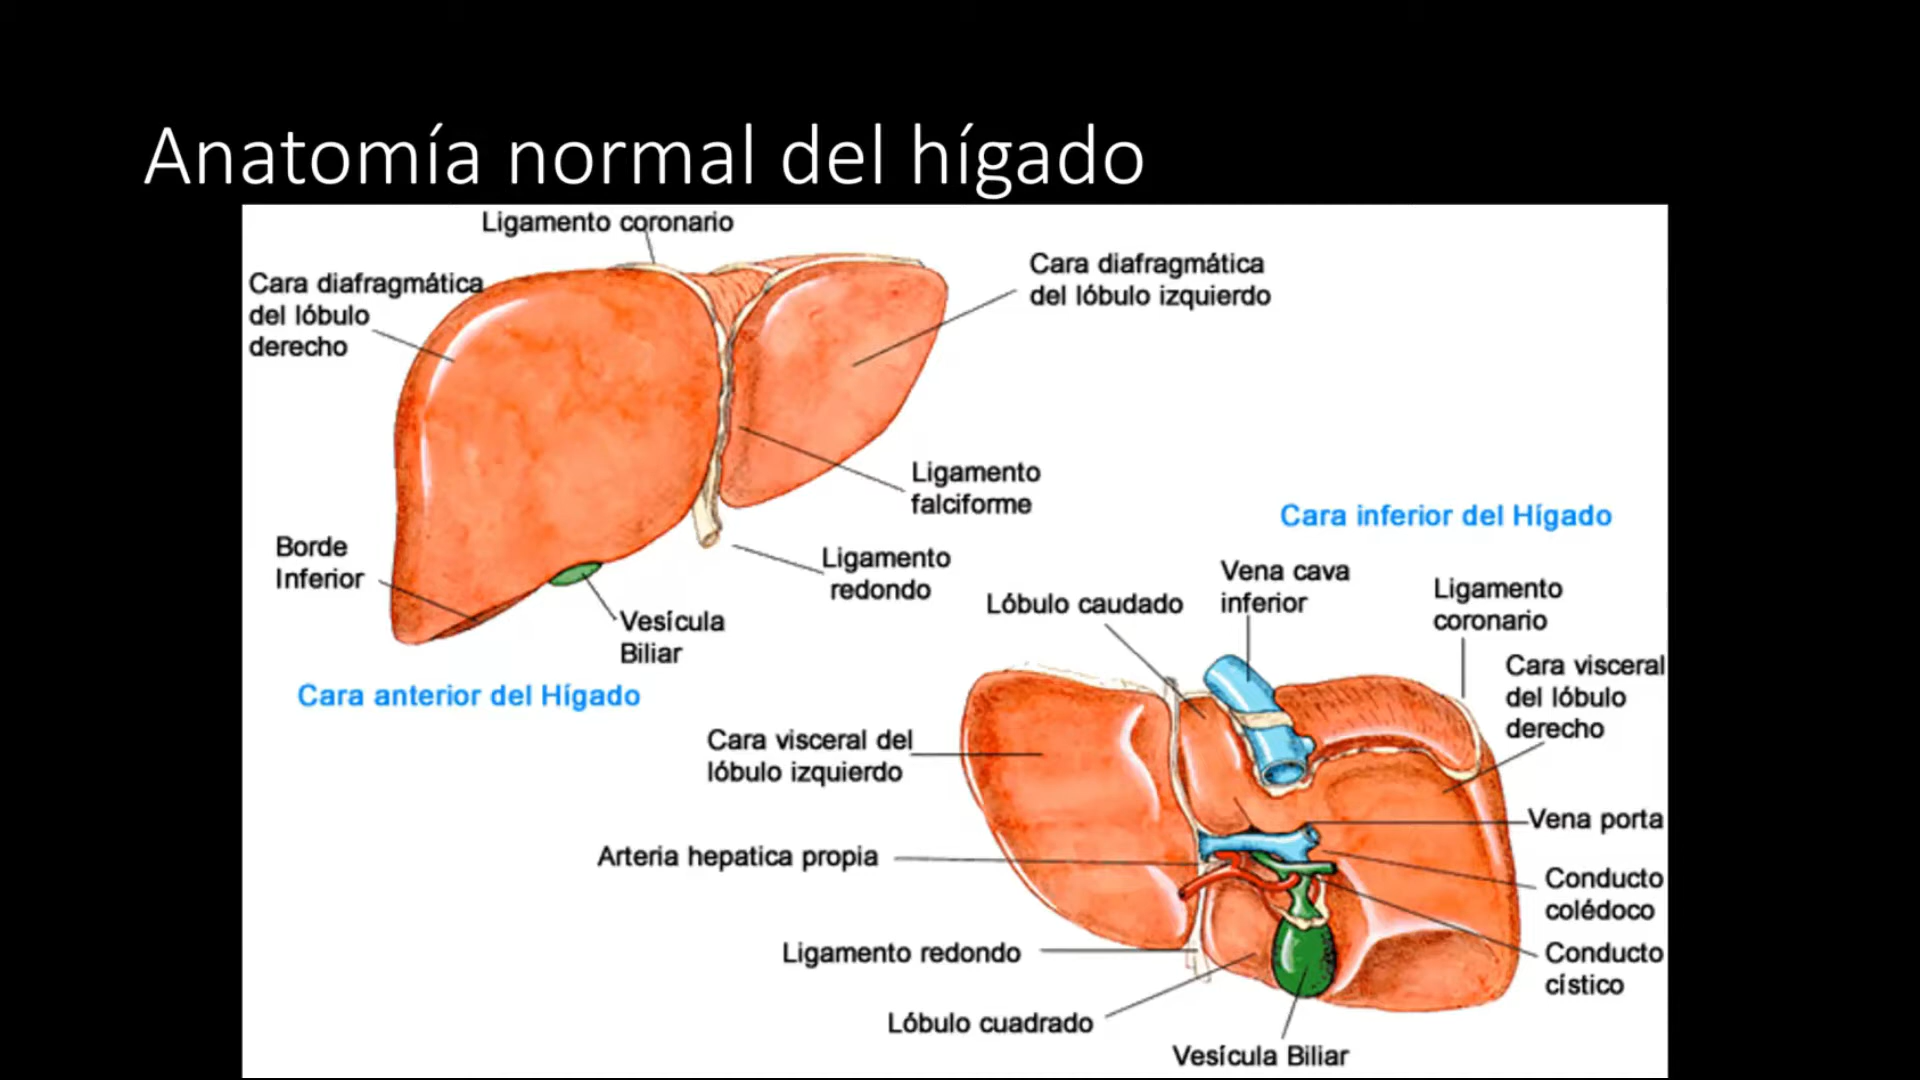 Anatomía normal del hígado
Ligamento coronario
Cara diafragmática
del lóbulo
derecho
Cara diafragmática
del lóbulo izquierdo
Ligamento
falciforme
Ligamento
redondo
Borde
Inferior
Vesícula
Biliar
Cara anterior del Hígado
Cara inferior del Hígado
Vena cava
inferior
Lóbulo caudado
Ligamento
coronario
Cara visceral
del lóbulo
derecho
Cara visceral del
lóbulo izquierdo
Vena porta
Arteria hepatica propia
Conducto
colédoco
Conducto
cístico
Ligamento redondo
Lóbulo cuadrado
Vesícula Biliar